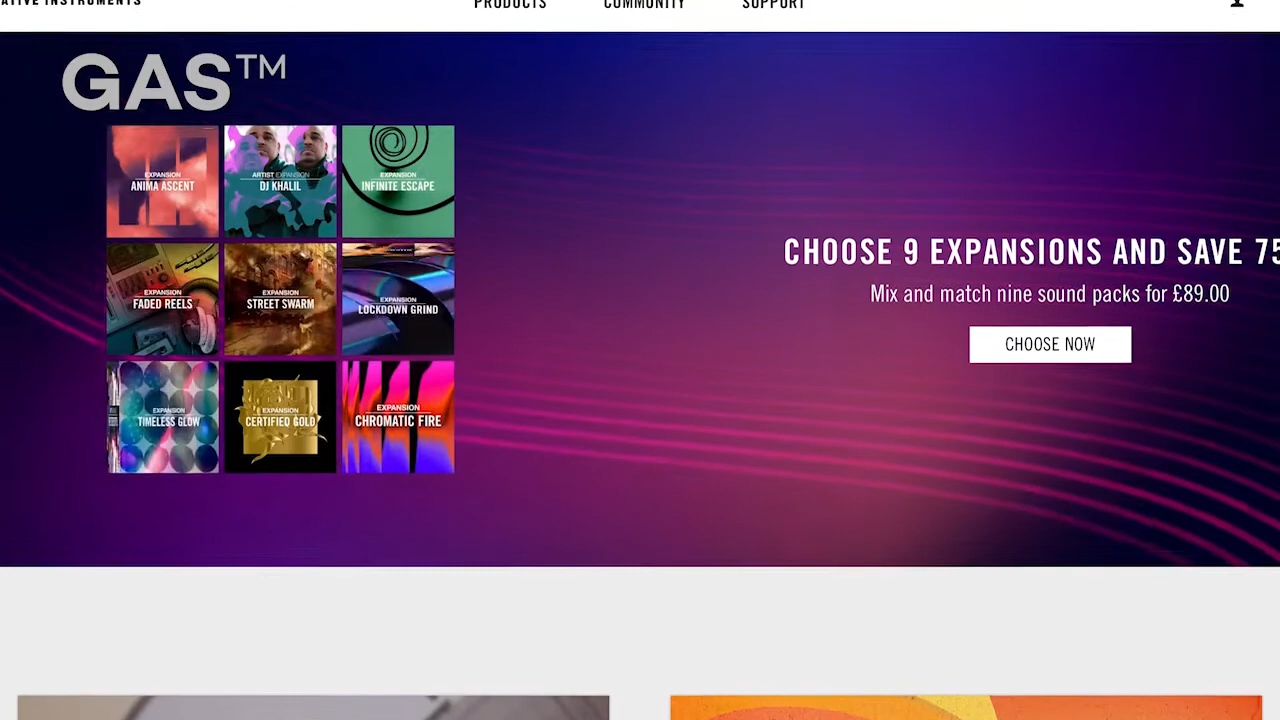 PRODUCTS
COMMUNITY
SUPPORT
GAS™
EXPANSION
ANIMA ASCENT
ARTIST EXPANSION
DJ KHALIL
EXPANSION
INFINITE ESCAPE
EXPANSION
FADED REELS
EXPANSION
STREET SWARM
EXPANSION
LOCKDOWN GRIND
EXPANSION
TIMELESS GLOW
EXPANSION
CERTIFIED GOLD
EXPANSION
CHROMATIC FIRE
CHOOSE 9 EXPANSIONS AND SAVE
Mix and match nine sound packs for £89.00
CHOOSE NOW